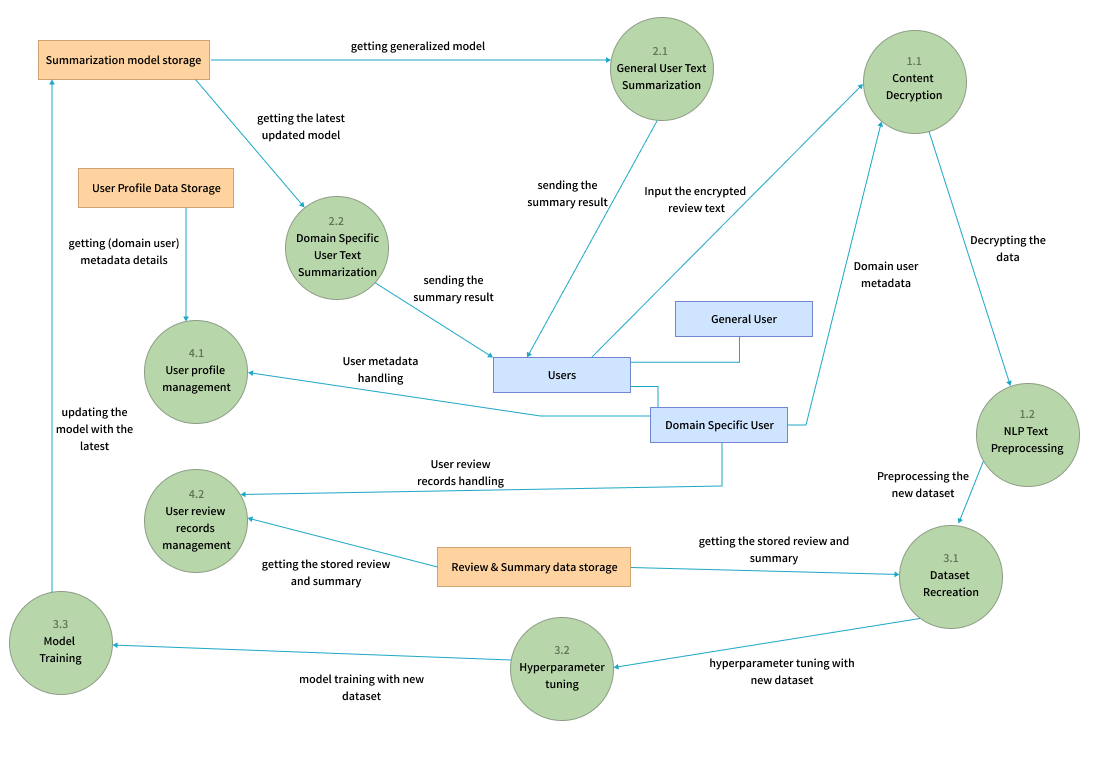 Summarization model storage
getting generalized model
2.1
General User Text
Summarization
1.1
Content
Decryption
getting the latest
updated model
User Profile Data Storage
sending the
summary result
Input the encrypted
review text
2.2
Domain Specific
User Text
Summarization
getting (domain user)
metadata details
Decrypting the
data
Domain user
metadata
sending the
summary result
General User
4.1
User profile
management
User metadata
handling
Users
Domain Specific User
1.2
NLP Text
Preprocessing
updating the
model with the
latest
User review
records handling
Preprocessing the
new dataset
4.2
User review
records
management
getting the stored review
and summary
Review & Summary data storage
getting the stored review and
summary
3.1
Dataset
Recreation
3.3
Model
Training
3.2
Hyperparameter
tuning
hyperparameter tuning with
new dataset
model training with new
dataset